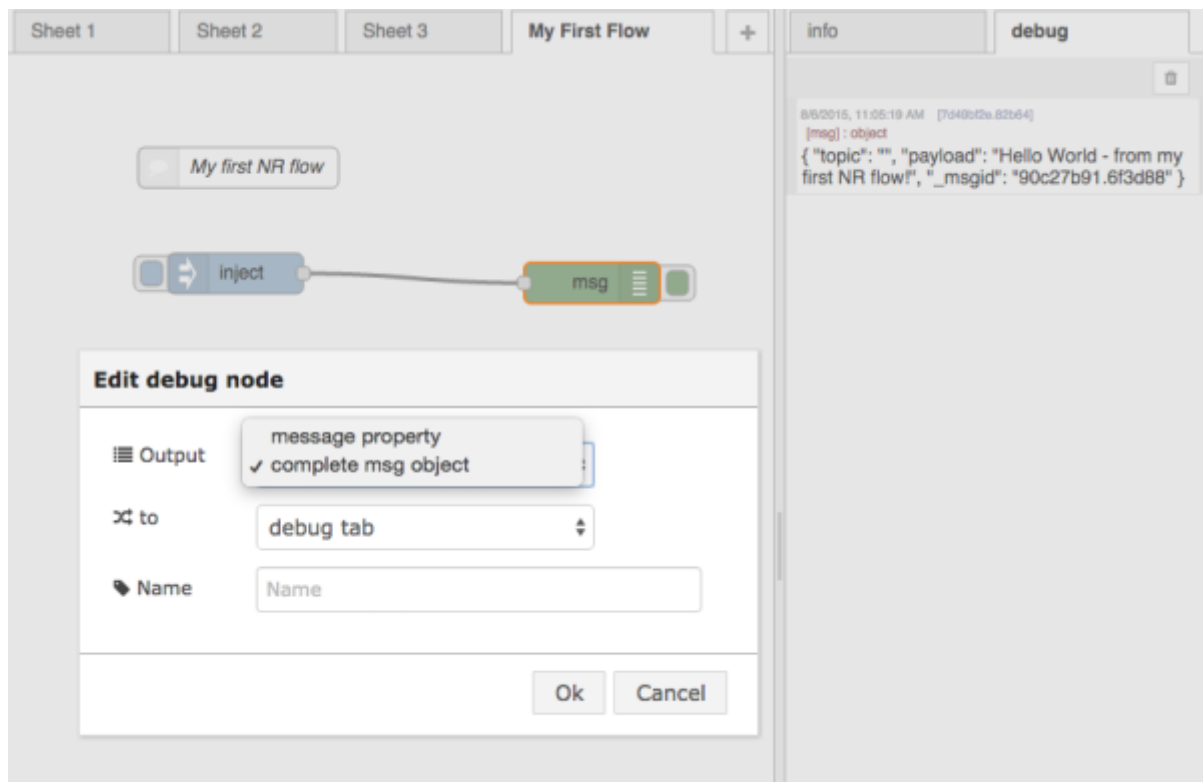 Sheet 1
Sheet 2
Sheet 3
My First Flow
+
info
debug
8/6/2015, 11:05:19 AM [7d49bf2e.82b64]
[msg] : object
{ "topic": "", "payload": "Hello World - from my
first NR flow!", "_msgid": "90c27b91.6f3d88" }
My first NR flow
inject
msg
Edit debug node
Output
message property
✓ complete msg object
to
debug tab
Name
Name
Ok
Cancel